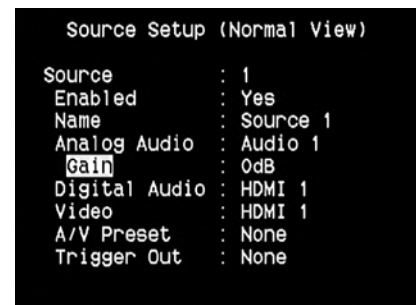 Source Setup (Normal View)
Source : 1
Enabled : Yes
Name : Source 1
Analog Audio : Audio 1
Gain : 0dB
Digital Audio : HDMI 1
Video : HDMI 1
A/V Preset : None
Trigger Out : None